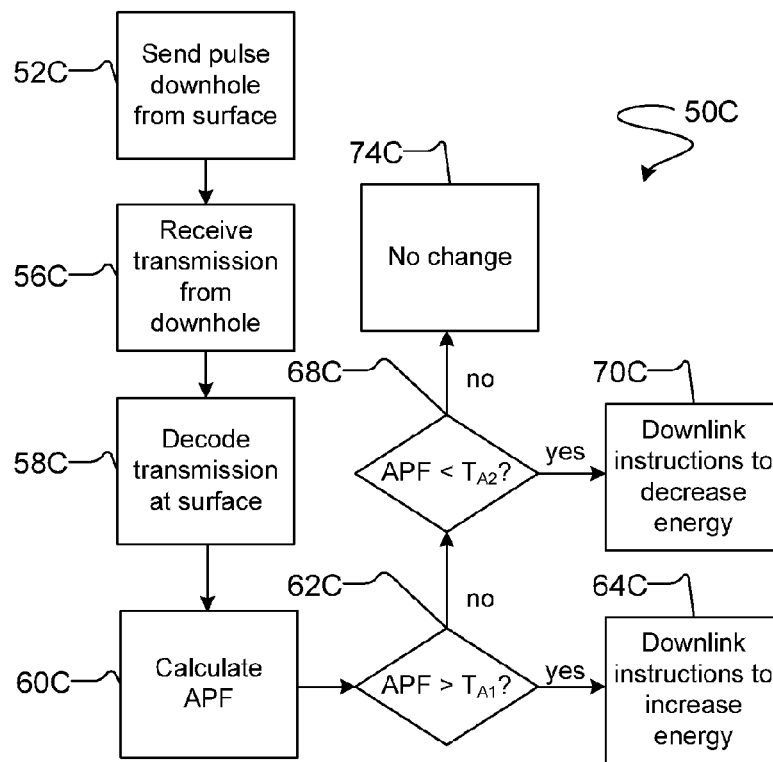 52C
Send pulse
downhole
from surface
50C
74C
56C
Receive
transmission
from
downhole
No change
68C
no
70C
58C
Decode
transmission
at surface
APF < TA2?
yes
Downlink
instructions to
decrease
energy
62C
no
64C
60C
Calculate
APF
APF > TA1?
yes
Downlink
instructions to
increase
energy